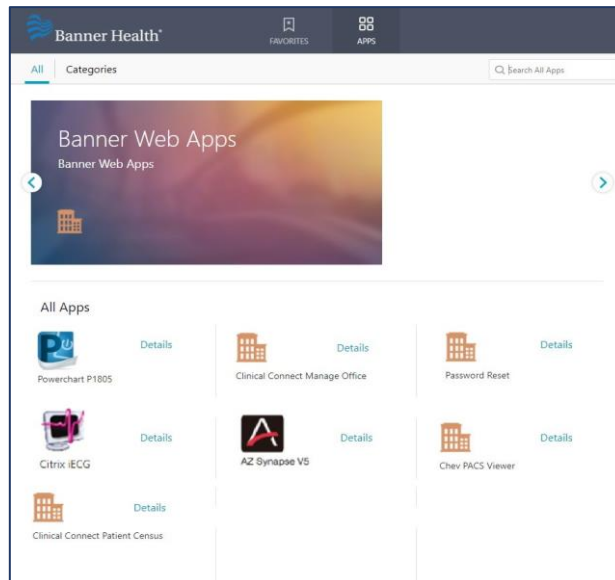 Banner Health
FAVORITES
APPS
All
Categories
Search All Apps
Banner Web Apps
Banner Web Apps
All Apps
Details
Powerchart P1805
Details
Clinical Connect Manage Office
Details
Password Reset
Details
Citrix iECG
Details
AZ Synapse V5
Details
Chev PACS Viewer
Details
Clinical Connect Patient Census